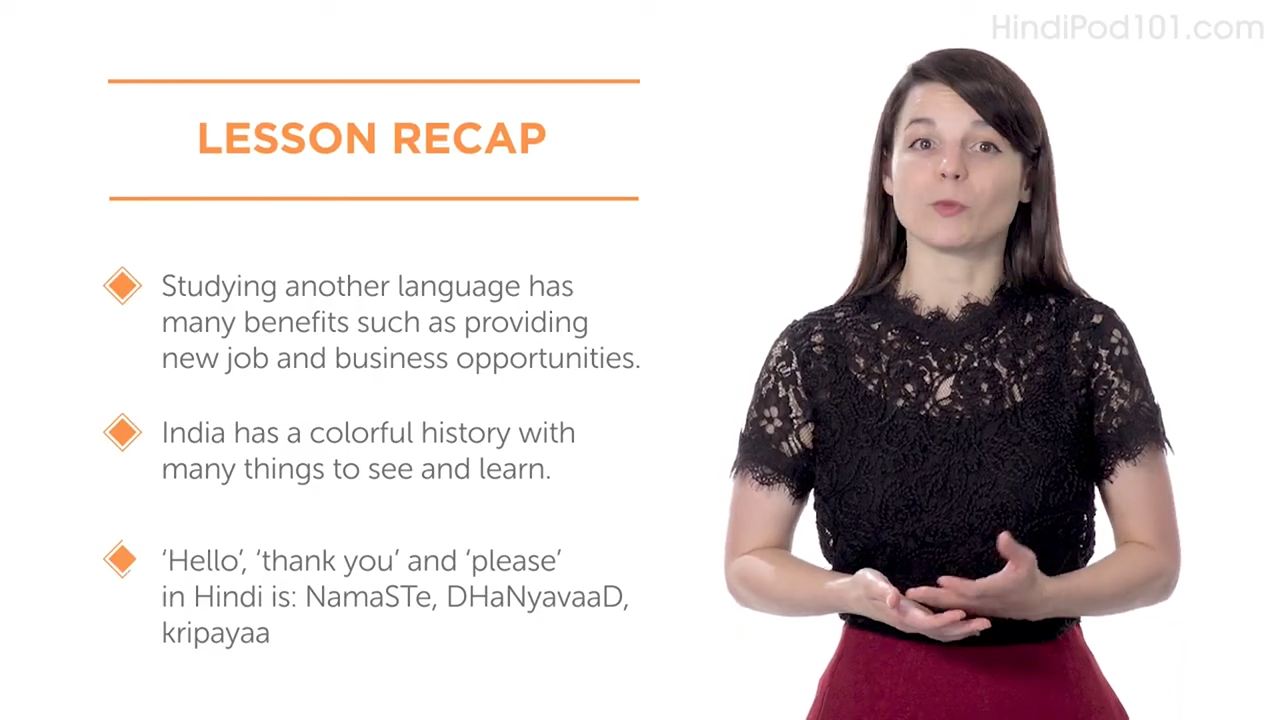 HindiPod101.com
LESSON RECAP
Studying another language has
many benefits such as providing
new job and business opportunities.
India has a colorful history with
many things to see and learn.
‘Hello’, ‘thank you’ and ‘please’
in Hindi is: NamaSTe, DHaNyavaaD,
kripayaa